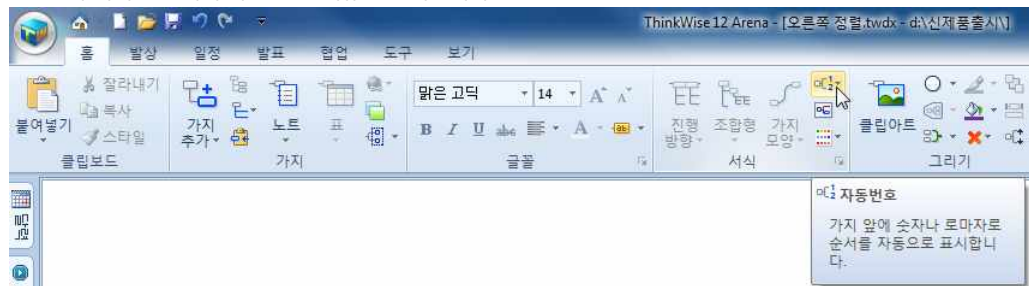 ThinkWise 12 Arena - [오른쪽 정렬.twdx - d:\신제품출시\]
홈 발상 일정 발표 협업 도구 보기
붙여넣기
잘라내기
복사
스타일
클립보드
가지
추가
노트
표
가지
맑은 고딕 14 A A
B I U abc A ab
글꼴
진행
방향
조합형
가지
모양
서식
클립아트
그리기
자동번호
가지 앞에 숫자나 로마자로
순서를 자동으로 표시합니
다.